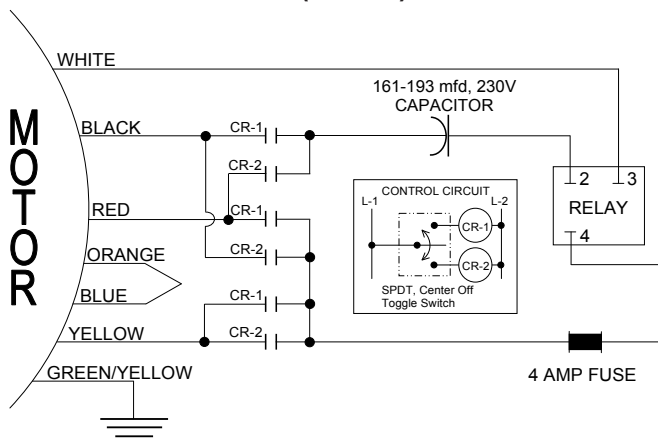 MOTOR
WHITE
161-193 mfd, 230V
CAPACITOR
BLACK
CR-1
CR-2
RED
CR-1
CR-2
ORANGE
BLUE
CR-1
YELLOW
CR-2
GREEN/YELLOW
CONTROL CIRCUIT
L-1
L-2
CR-1
CR-2
SPDT, Center Off
Toggle Switch
2
3
RELAY
4
4 AMP FUSE